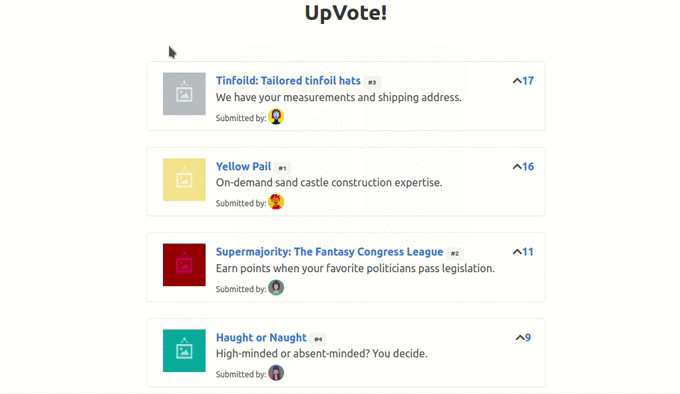 UpVote!
Tinfoild: Tailored tinfoil hats #3
17
We have your measurements and shipping address.
Submitted by:
Yellow Pail #1
16
On-demand sand castle construction expertise.
Submitted by:
Supermajority: The Fantasy Congress League #2
11
Earn points when your favorite politicians pass legislation.
Submitted by:
Haught or Naught #4
9
High-minded or absent-minded? You decide.
Submitted by: